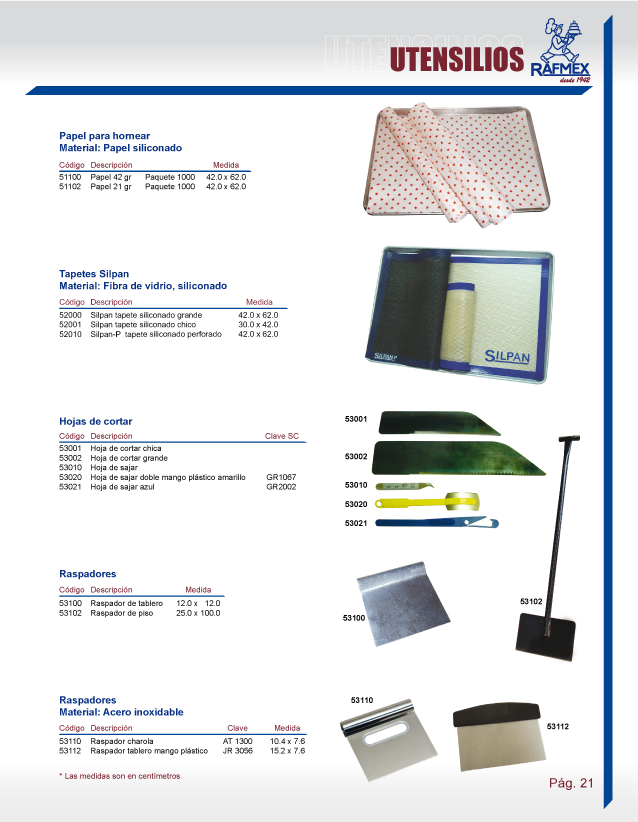 UTENSILIOS
UTENSILIOS
RAFMEX
desde 1942
Papel para hornear
Material: Papel siliconado
Código Descripción Medida
51100 Papel 42 gr Paquete 1000 42.0 x 62.0
51102 Papel 21 gr Paquete 1000 42.0 x 62.0
Tapetes Silpan
Material: Fibra de vidrio, siliconado
Código Descripción Medida
52000 Silpan tapete siliconado grande 42.0 x 62.0
52001 Silpan tapete siliconado chico 30.0 x 42.0
52010 Silpan-P tapete siliconado perforado 42.0 x 62.0
SILPAN-P
SILPAN
Hojas de cortar
Código Descripción Clave SC
53001 Hoja de cortar chica
53002 Hoja de cortar grande
53010 Hoja de sajar
53020 Hoja de sajar doble mango plástico amarillo GR1067
53021 Hoja de sajar azul GR2002
53001
53002
53010
53020
53021
Raspadores
Código Descripción Medida
53100 Raspador de tablero 12.0 x 12.0
53102 Raspador de piso 25.0 x 100.0
53100
53102
Raspadores
Material: Acero inoxidable
Código Descripción Clave Medida
53110 Raspador charola AT 1300 10.4 x 7.6
53112 Raspador tablero mango plástico JR 3056 15.2 x 7.6
53110
53112
* Las medidas son en centímetros
Pág. 21